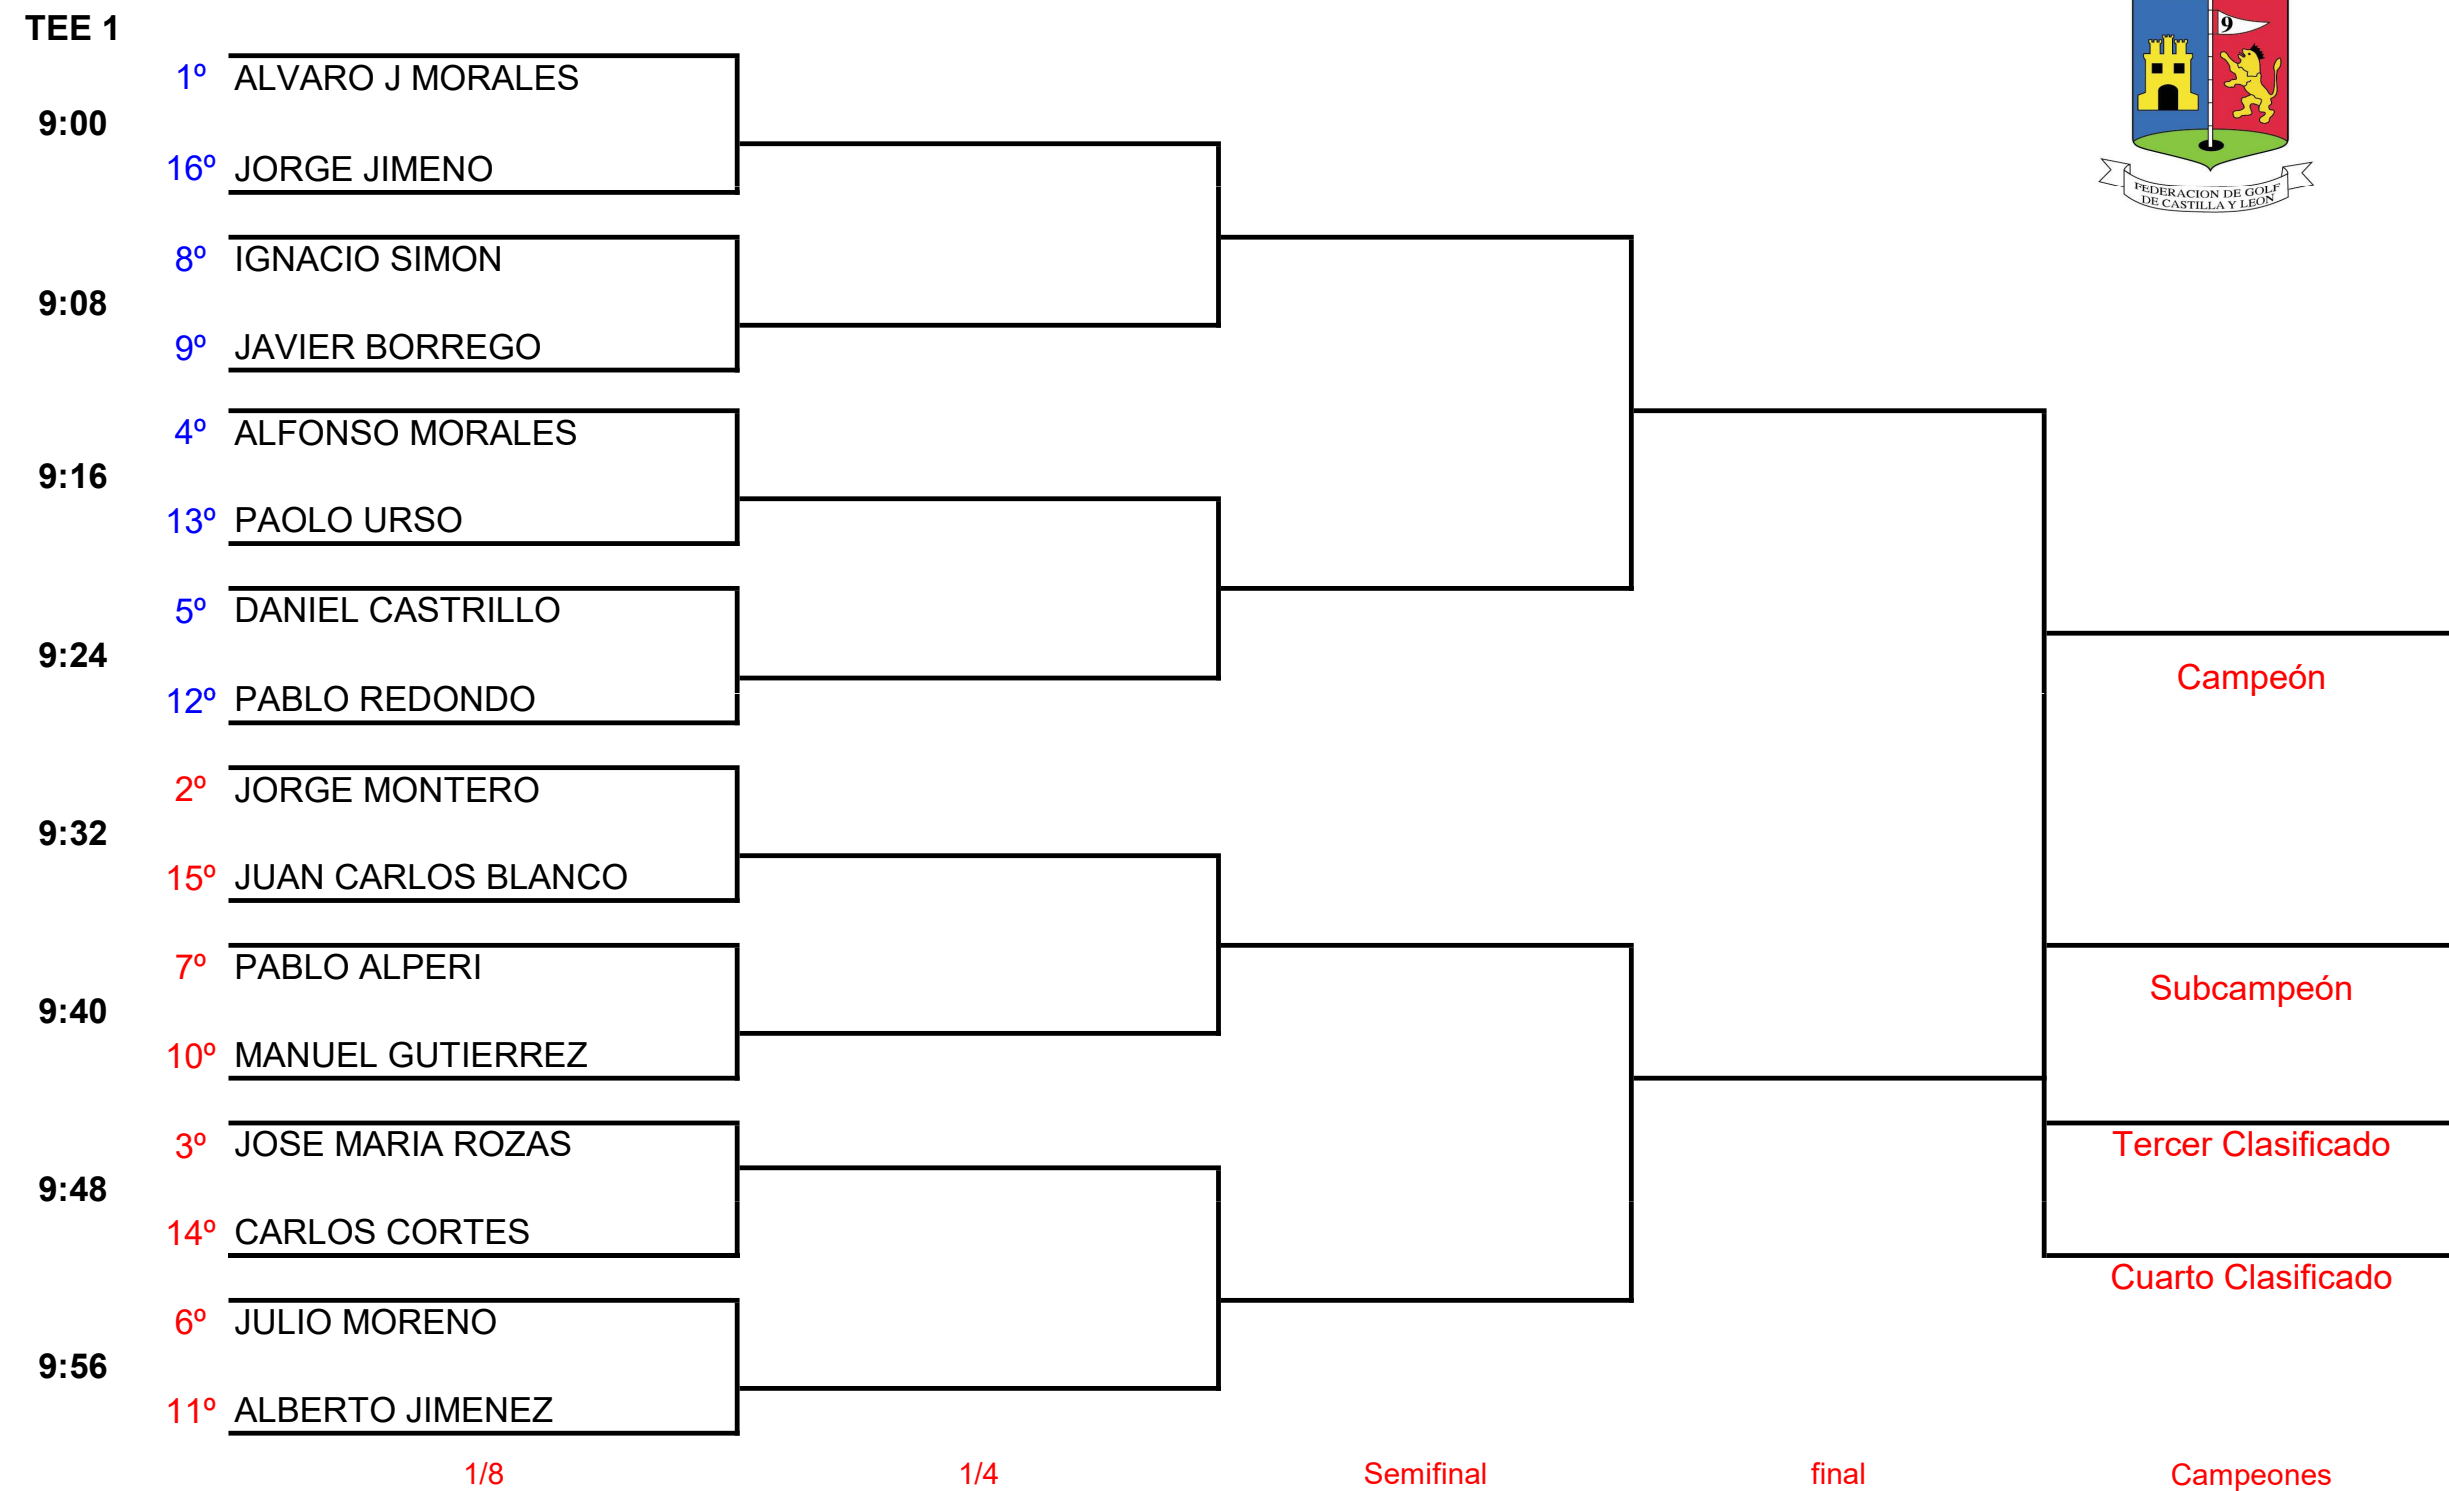 TEE 1
9
1º ALVARO J MORALES
9:00
16º JORGE JIMENO
FEDERACION DE GOLF
DE CASTILLA Y LEON
8º IGNACIO SIMON
9:08
9º JAVIER BORREGO
4º ALFONSO MORALES
9:16
13º PAOLO URSO
5º DANIEL CASTRILLO
9:24
Campeón
12º PABLO REDONDO
2º JORGE MONTERO
9:32
15º JUAN CARLOS BLANCO
7º PABLO ALPERI
Subcampeón
9:40
10º MANUEL GUTIERREZ
3º JOSE MARIA ROZAS
Tercer Clasificado
9:48
14º CARLOS CORTES
Cuarto Clasificado
6º JULIO MORENO
9:56
11º ALBERTO JIMENEZ
1/8 1/4 Semifinal final Campeones